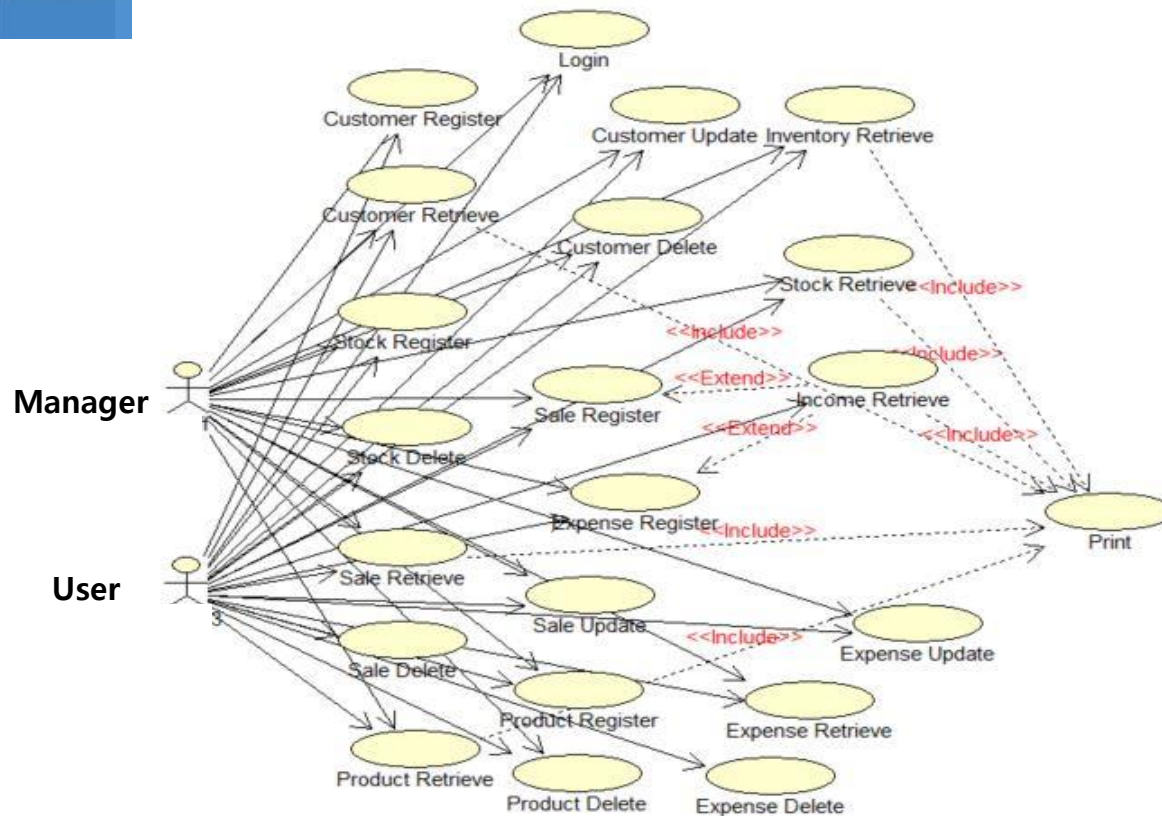 Login
Customer Register
Customer Update
Inventory Retrieve
Customer Retrieve
Customer Delete
Stock Retrieve
<<Include>>
Stock Register
<<Include>>
<<Include>>
<<Extend>>
Manager
Sale Register
Income Retrieve
<<Extend>>
<<Include>>
Stock Delete
Expense Register
<<Include>>
Print
User
Sale Retrieve
3
Sale Update
<<Include>>
Expense Update
Sale Delete
Product Register
Expense Retrieve
Product Retrieve
Product Delete
Expense Delete